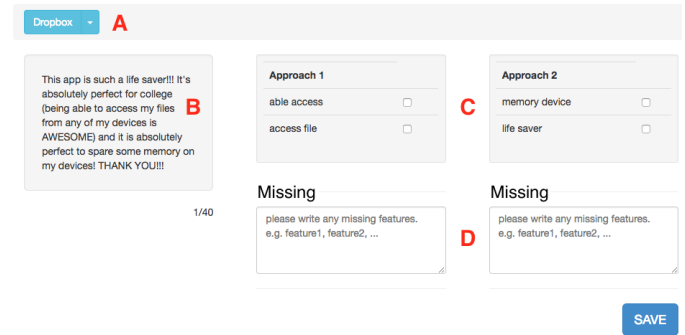 Dropbox
A
This app is such a life saver!!! It's
absolutely perfect for college
(being able to access my files
from any of my devices is
AWESOME) and it is absolutely
perfect to spare some memory on
my devices! THANK YOU!!!
B
1/40
Approach 1
able access
access file
C
Approach 2
memory device
life saver
Missing
please write any missing features.
e.g. feature1, feature2, ...
D
Missing
please write any missing features.
e.g. feature1, feature2, ...
SAVE